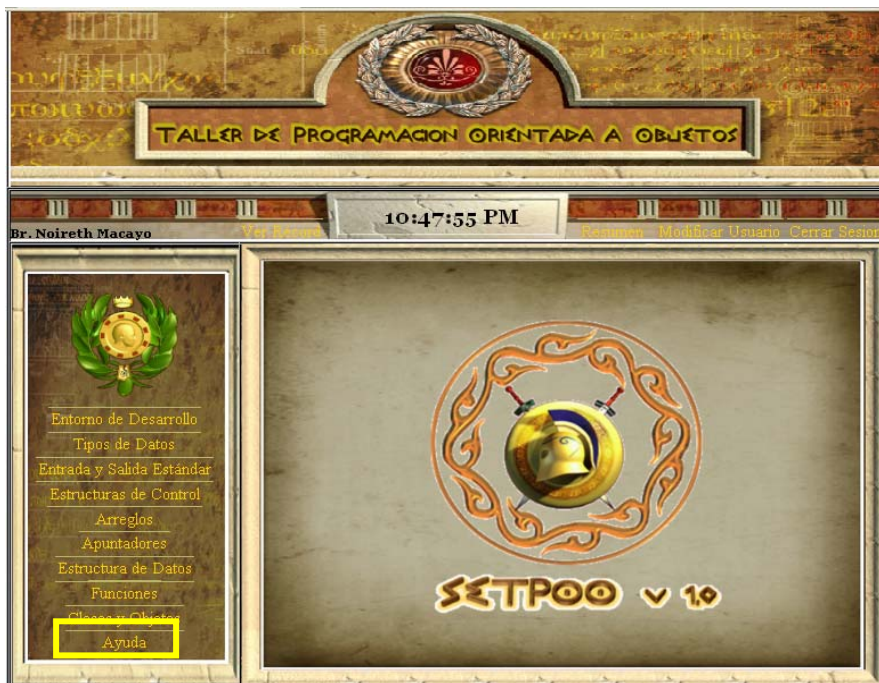 TALLER DE PROGRAMACION ORIENTADA A OBJETOS
10:47:55 PM
Br. Noireth Macayo
Ver Record
Resumen Modificar Usuario Cerrar Sesion
Entorno de Desarrollo
Tipos de Datos
Entrada y Salida Estándar
Estructuras de Control
Arreglos
Apuntadores
Estructura de Datos
Funciones
Clases y Objetos
Ayuda
SETPOO v 1.0